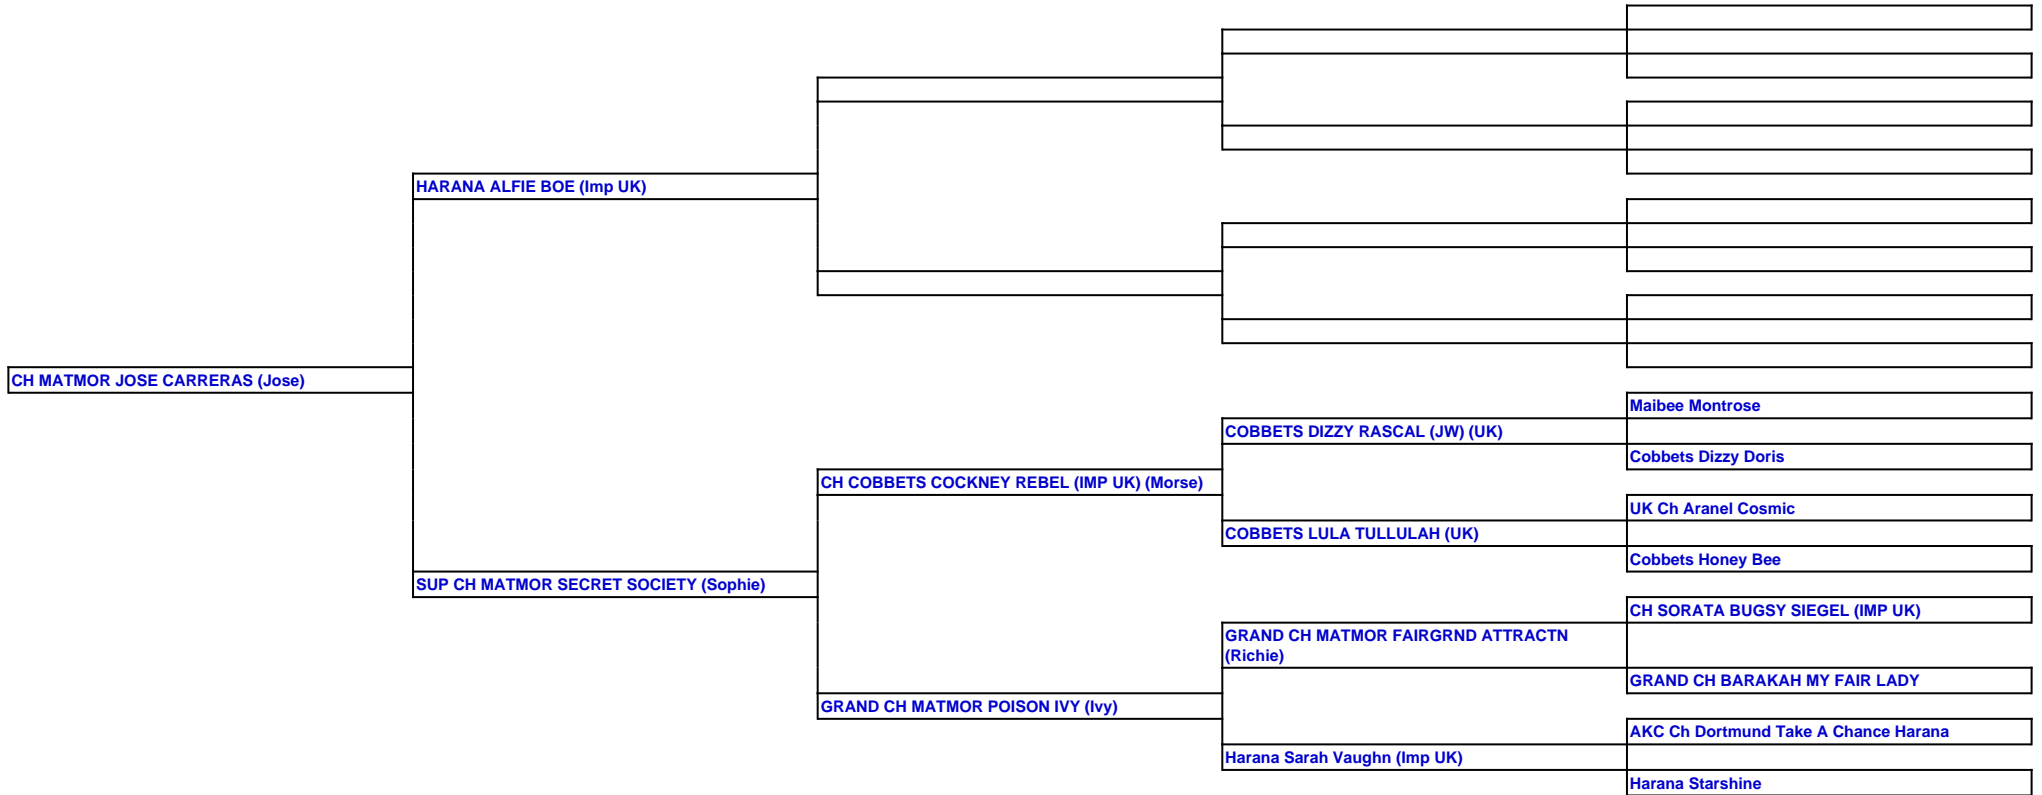 HARANA ALFIE BOE (Imp UK)
CH MATMOR JOSE CARRERAS (Jose)
Maibee Montrose
COBBETS DIZZY RASCAL (JW) (UK)
Cobbets Dizzy Doris
CH COBBETS COCKNEY REBEL (IMP UK) (Morse)
UK Ch Aranel Cosmic
COBBETS LULA TULLULAH (UK)
Cobbets Honey Bee
SUP CH MATMOR SECRET SOCIETY (Sophie)
CH SORATA BUGSY SIEGEL (IMP UK)
GRAND CH MATMOR FAIRGRND ATTRACTN
(Richie)
GRAND CH BARAKAH MY FAIR LADY
GRAND CH MATMOR POISON IVY (Ivy)
AKC Ch Dortmund Take A Chance Harana
Harana Sarah Vaughn (Imp UK)
Harana Starshine